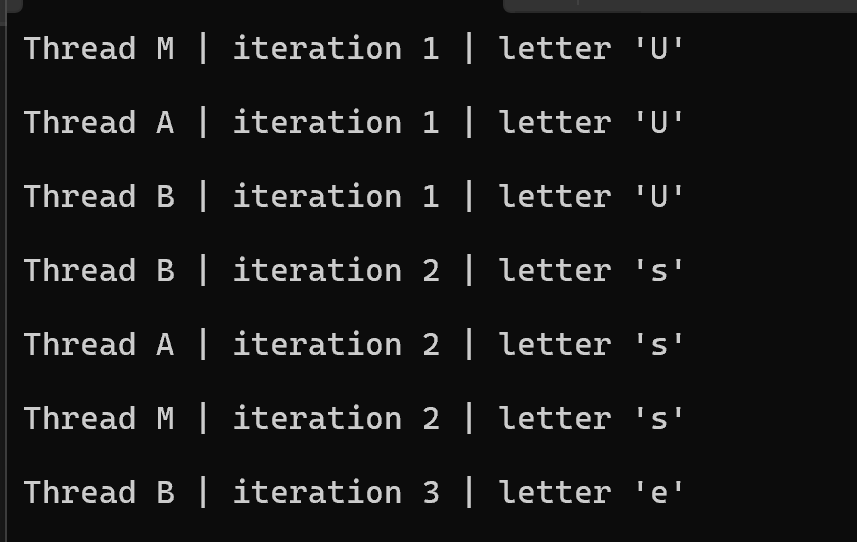 Thread M | iteration 1 | letter 'U'
Thread A | iteration 1 | letter 'U'
Thread B | iteration 1 | letter 'U'
Thread B | iteration 2 | letter 's'
Thread A | iteration 2 | letter 's'
Thread M | iteration 2 | letter 's'
Thread B | iteration 3 | letter 'e'